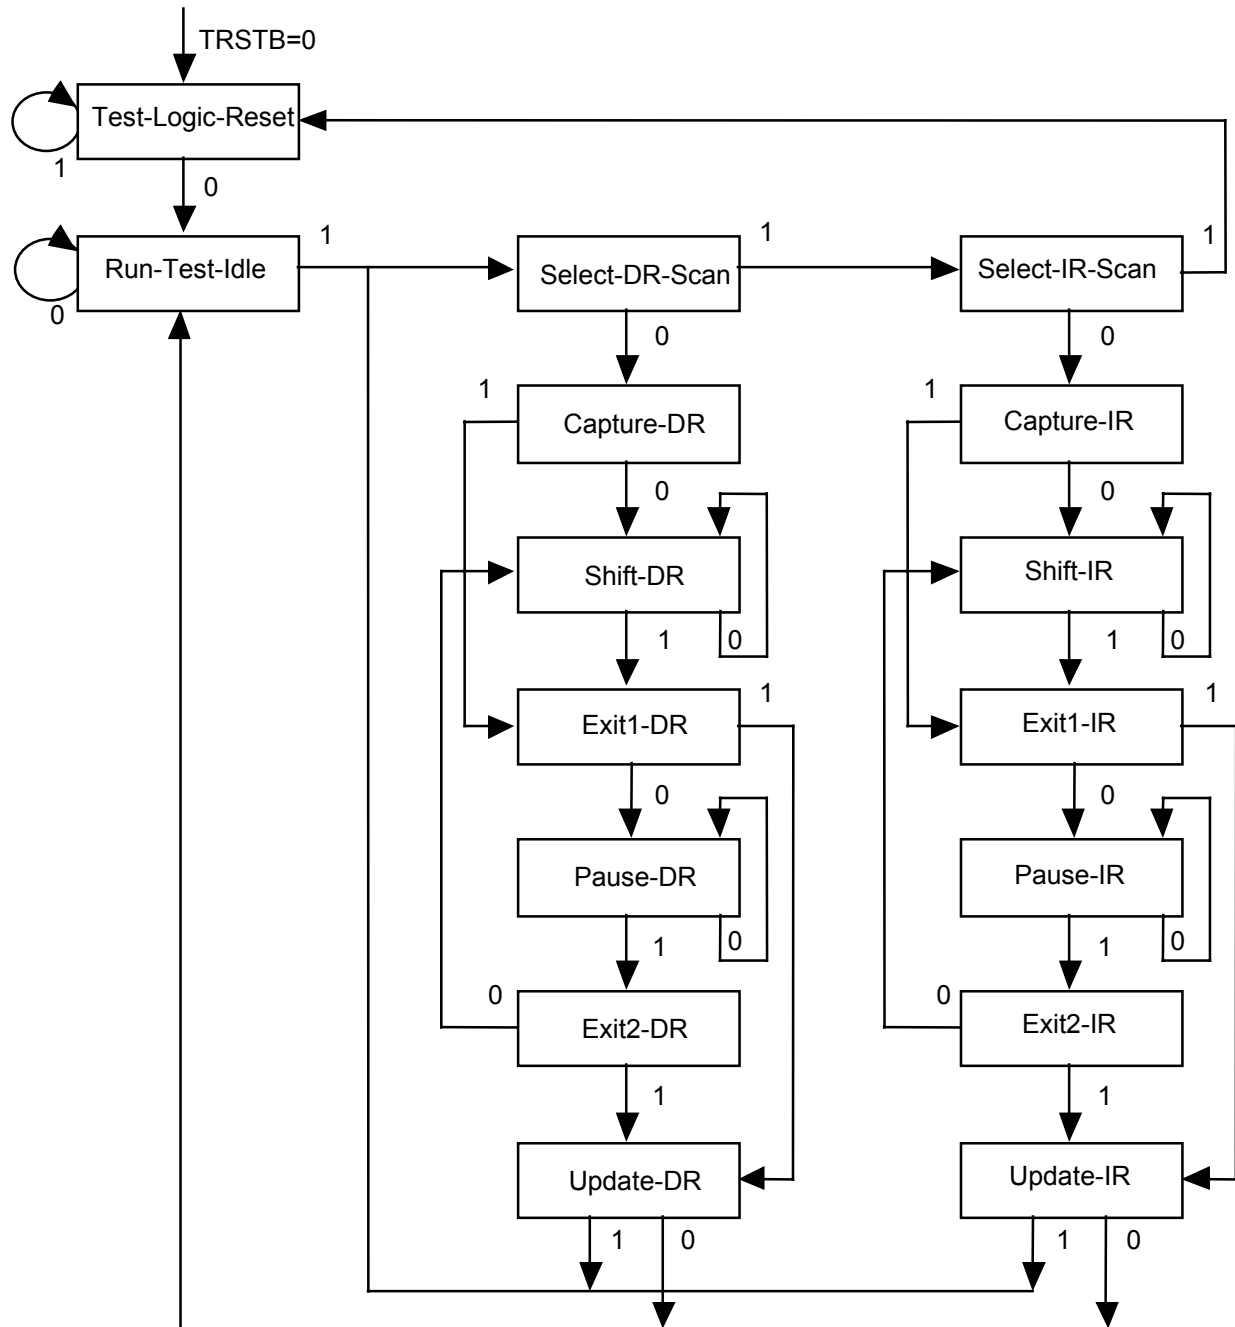 TRSTB=0
Test-Logic-Reset
1
0
Run-Test-Idle
1
0
Select-DR-Scan
1
Select-IR-Scan
1
0
0
1
Capture-DR
0
1
Capture-IR
0
Shift-DR
1
0
Shift-IR
1
0
Exit1-DR
1
0
Exit1-IR
1
0
Pause-DR
1
0
Pause-IR
1
0
0
Exit2-DR
1
0
Exit2-IR
1
Update-DR
1
0
Update-IR
1
0